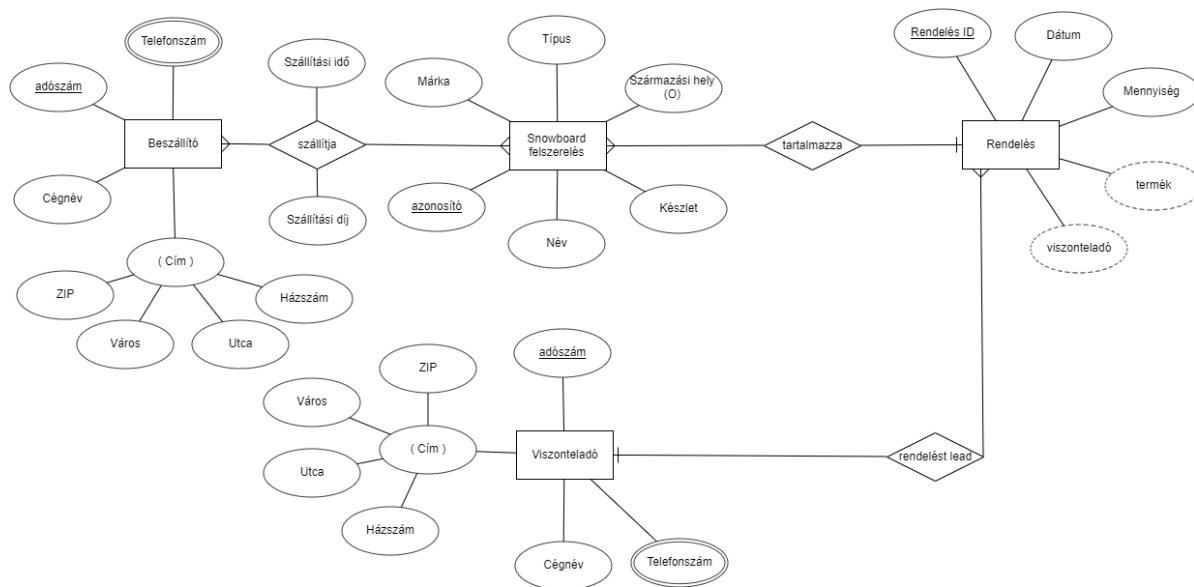 Telefonszám
adószám
Beszállító
Cégnév
( Cím )
ZIP
Város
Utca
Házszám
Szállítási idő
szállítja
Szállítási díj
Típus
Márka
Származási hely
(O)
Snowboard
felszerelés
azonosító
Név
Készlet
tartalmazza
Rendelés ID
Dátum
Mennyiség
Rendelés
termék
viszonteladó
adószám
ZIP
Város
( Cím )
Utca
Házszám
Viszonteladó
rendelést lead
Cégnév
Telefonszám